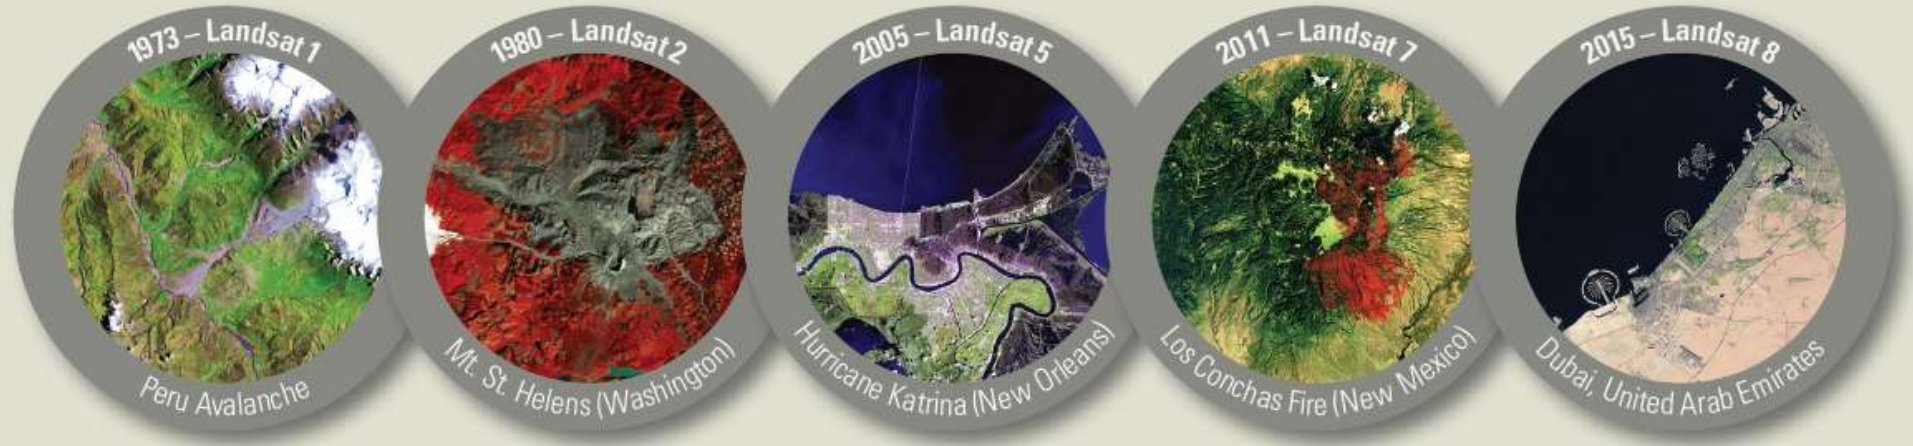 1973 – Landsat 1
Peru Avalanche
1980 – Landsat 2
Mt. St. Helens (Washington)
2005 – Landsat 5
Hurricane Katrina (New Orleans)
2011 – Landsat 7
Los Conchas Fire (New Mexico)
2015 – Landsat 8
Dubai, United Arab Emirates